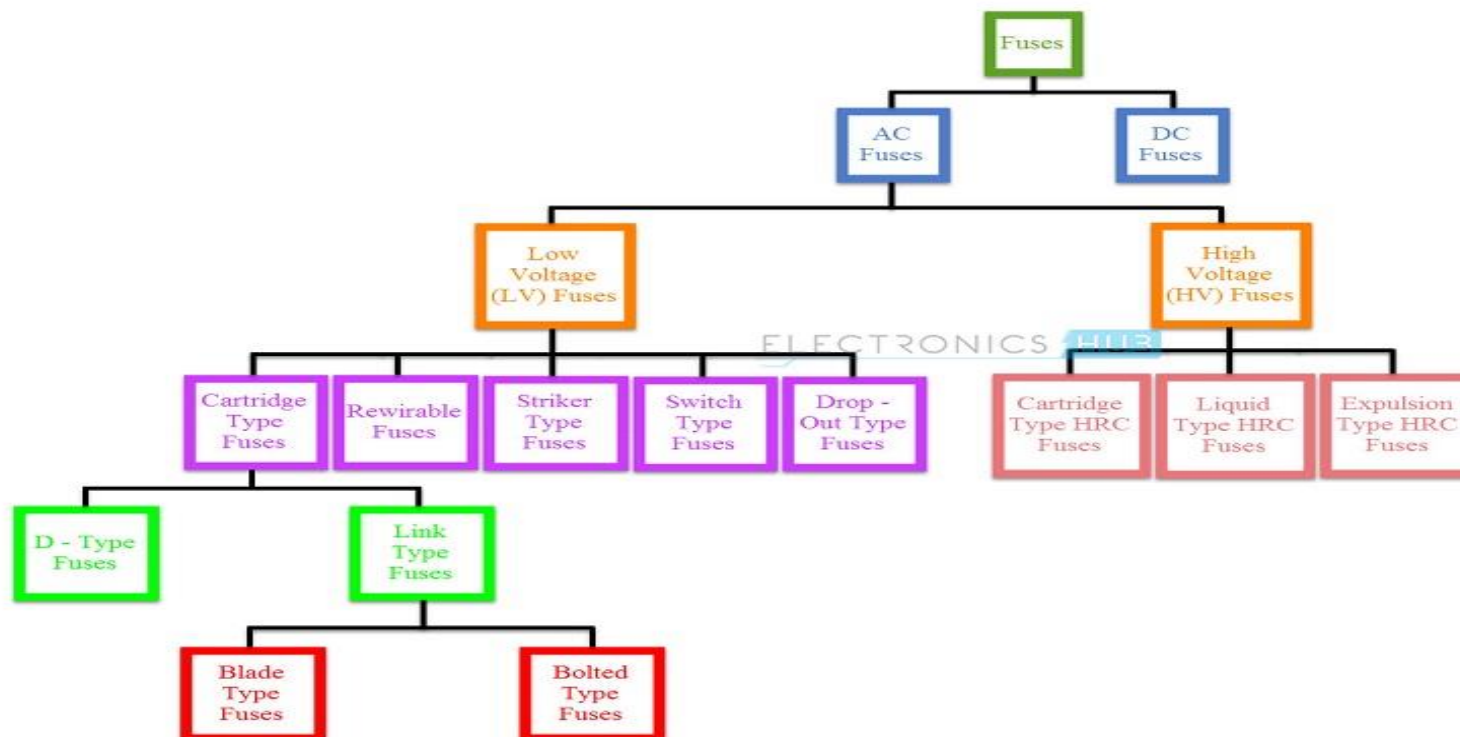 Fuses
AC
Fuses
DC
Fuses
Low
Voltage
(LV) Fuses
High
Voltage
(HV) Fuses
ELECTRONICS HUB
Cartridge
Type
Fuses
Rewirable
Fuses
Striker
Type
Fuses
Switch
Type
Fuses
Drop -
Out Type
Fuses
Cartridge
Type HRC
Fuses
Liquid
Type HRC
Fuses
Expulsion
Type HRC
Fuses
D - Type
Fuses
Link
Type
Fuses
Blade
Type
Fuses
Bolted
Type
Fuses